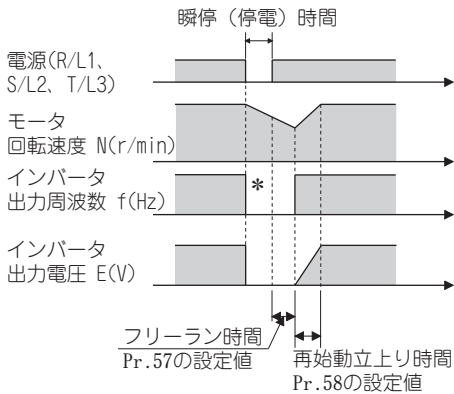 瞬停（停電）時間
電源(R/L1、
S/L2、T/L3)
モータ
回転速度 N(r/min)
インバータ
出力周波数 f(Hz)
*
インバータ
出力電圧 E(V)
フリーラン時間
Pr.57の設定値
再始動立上り時間
Pr.58の設定値